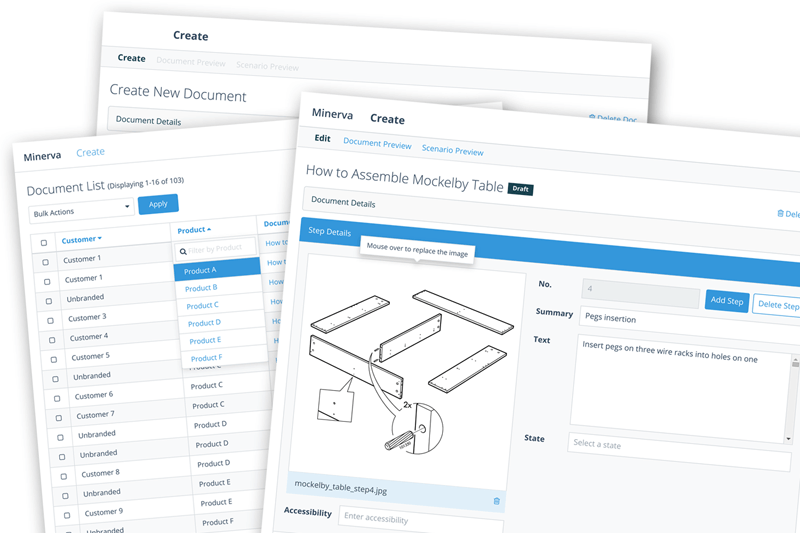 Create
Create Document Preview Scenario Preview
Create New Document
Document Details
Delete Doc
Minerva Create
Document List (Displaying 1-16 of 103)
Bulk Actions Apply
Customer Product Docum
Filter by Product
Product A
Product B
Product C
Product D
Product E
Product F
Customer 1 How to
Customer 1 How t
Unbranded How
Customer 3 How
Customer 4 Ho
Customer 5
Unbranded
Customer 6 Product C
Customer 7 Product C
Unbranded Product D
Unbranded Product D
Customer 8 Product D
Unbranded Product E
Customer 9 Product E
Unbranded Product F
Minerva Create
Edit Document Preview Scenario Preview
How to Assemble Mockelby Table Draft
Document Details
Dele
Step Details
Mouse over to replace the image
2x
mockelby_table_step4.jpg
Accessibility Enter accessibility
No. 4 Add Step Delete Step
Summary Pegs insertion
Text Insert pegs on three wire racks into holes on one
State Select a state